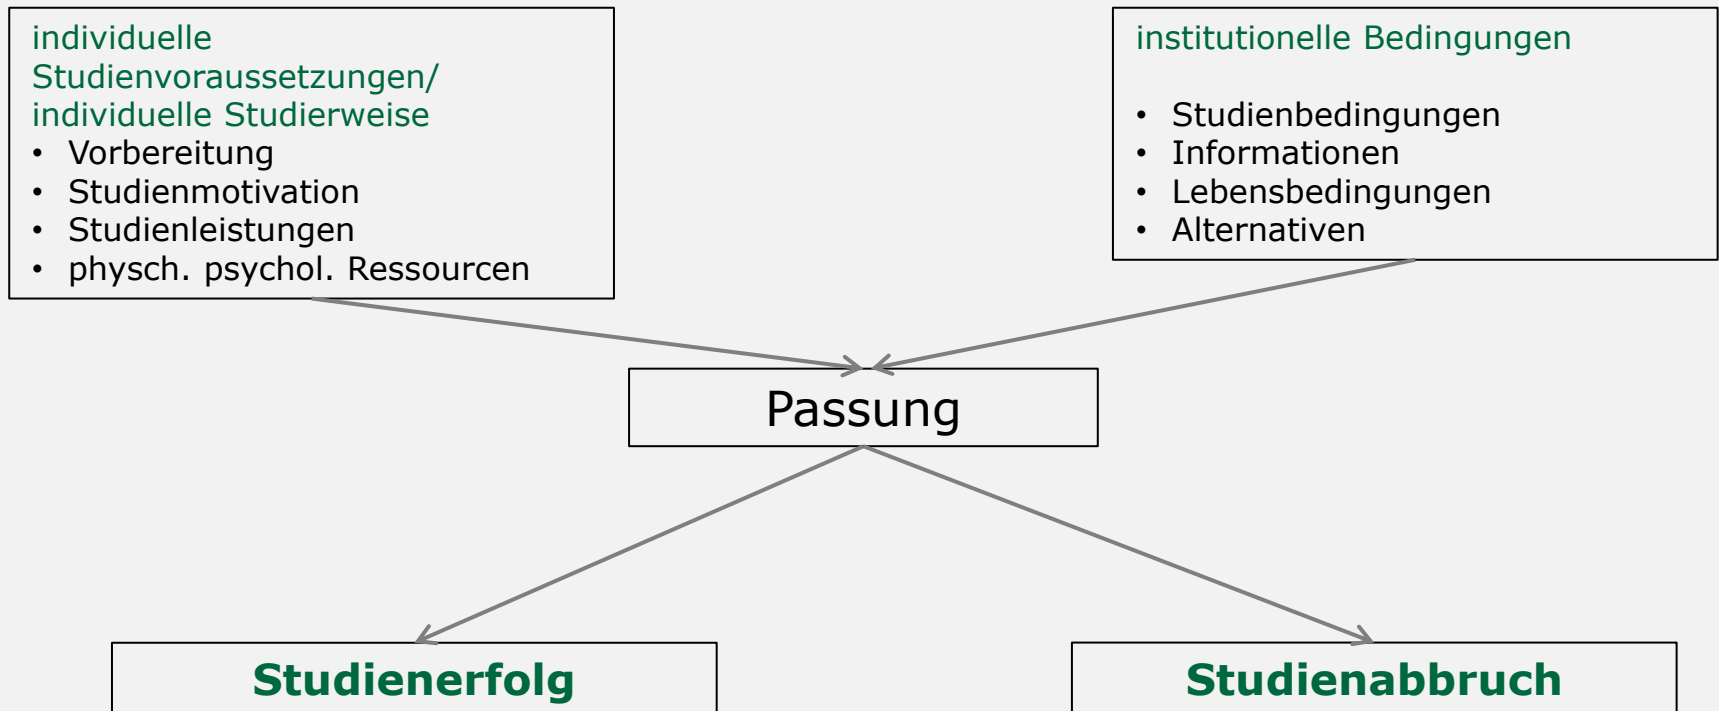 individuelle
Studienvoraussetzungen/
individuelle Studierweise
• Vorbereitung
• Studienmotivation
• Studienleistungen
• physch. psychol. Ressourcen
institutionelle Bedingungen
• Studienbedingungen
• Informationen
• Lebensbedingungen
• Alternativen
Passung
Studienerfolg
Studienabbruch